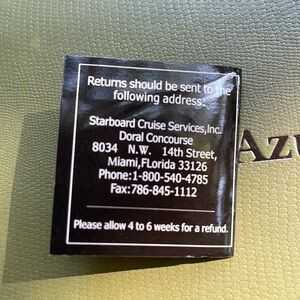 Returns should be sent to the
following address:
Starboard Cruise Services,Inc.
Doral Concourse
8034 N.W. 14th Street,
Miami,FLorida 33126
Phone:1-800-540-4785
Fax:786-845-1112
Please allow 4 to 6 weeks for a refund.